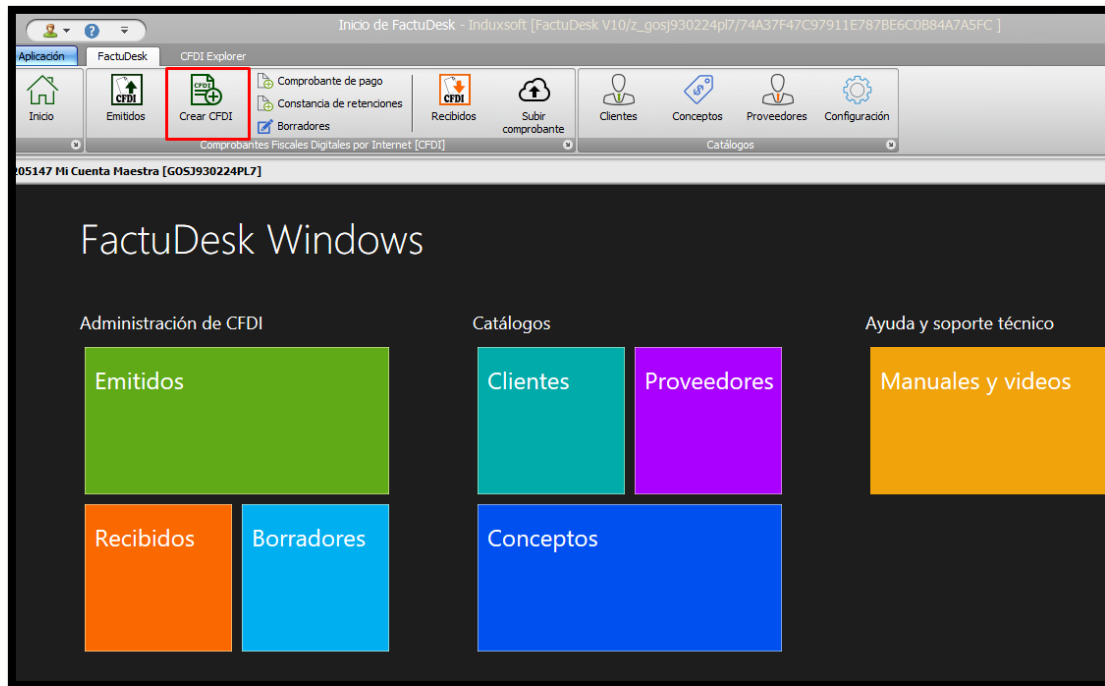 Inicio de FactuDesk - Induxsoft [FactuDesk V10/z_gosj930224pl7/74A37F47C97911E787BE6C0B84A7A5FC ]
Aplicación FactuDesk CFDI Explorer
Inicio
CFDI
Emitidos
CFDI
Crear CFDI
Comprobante de pago
Constancia de retenciones
Borradores
CFDI
Recibidos
Subir
comprobante
Clientes
Conceptos
Proveedores
Configuración
Comprobantes Fiscales Digitales por Internet [CFDI]
Catálogos
205147 Mi Cuenta Maestra [GOSJ930224PL7]
FactuDesk Windows
Administración de CFDI
Catálogos
Ayuda y soporte técnico
Emitidos
Clientes
Proveedores
Manuales y videos
Recibidos
Borradores
Conceptos